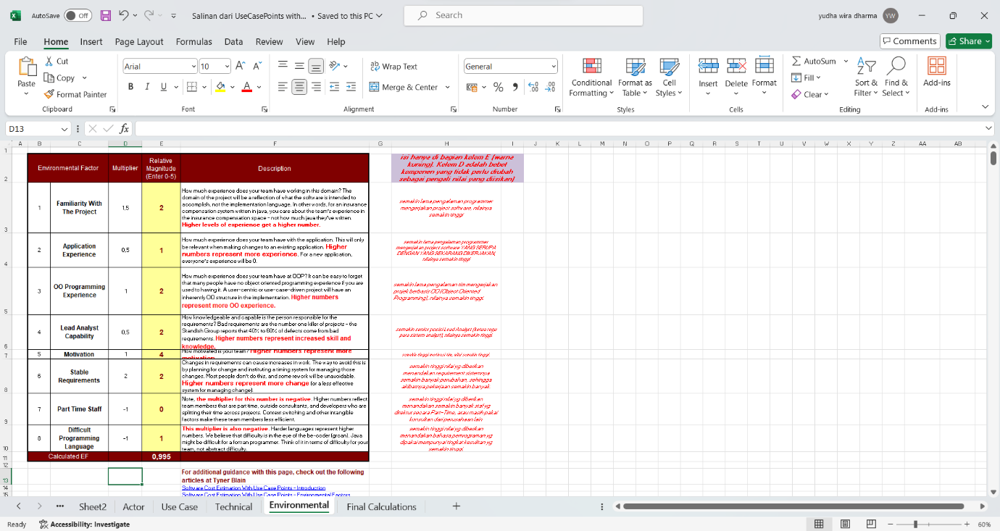 AutoSave Off Salinan dari UseCasePoints with... • Saved to this PC Search yudha wira dharma YW
File Home Insert Page Layout Formulas Data Review View Help Comments Share
Paste Cut Copy Format Painter Clipboard
Arial 10 A A B I U A Font
Wrap Text Merge & Center Alignment
General % Number
Conditional Formatting Format as Table Cell Styles Styles
Insert Delete Format Cells
AutoSum Fill Clear Sort & Filter Find & Select Editing
Add-ins Add-ins
D13 fx
A B C D E F G H I J K L M N O P Q R S T U V W X Y Z AA AB
1
2 Environmental Factor Multiplier Relative Magnitude (Enter 0-5) Description
isi hanya di bagian kolom E (warna
kuning). Kolom D adalah bobot
komponen yang tidak perlu diubah
sebagai pengali nilai yang diisikan)
3 1 Familiarity With The Project 1.5 2
How much experience does your team have working in this domain? The
domain of the project will be a reflection of what the software is intended to
accomplish, not the implementation language. In other words, for an insurance
compensation system written in java, you care about the team's experience in
the insurance compensation space - not how much java they've written.
Higher levels of experience get a higher number.
semakin lama pengalaman programmer
mengerjakan project software, nilainya
semakin tinggi
4 2 Application Experience 0,5 1
How much experience does your team have with the application. This will only
be relevant when making changes to an existing application. Higher
numbers represent more experience. For a new application,
everyone's experience will be 0.
semakin lama pengalaman programmer
mengerjakan project software YANG SERUPA
DENGAN YANG SEKARANG DIKERJAKAN,
nilainya semakin tinggi
5 3 OO Programming Experience 1 2
How much experience does your team have at OOP? It can be easy to forget
that many people have no object oriented programming experience if you are
used to having it. A user-centric or use-case-driven project will have an
inherently OO structure in the implementation. Higher numbers
represent more OO experience.
semakin lama pengalaman tim mengerjakan
proyek berbasis OO (Object Oriented
Programming), nilainya semakin tinggi
6 4 Lead Analyst Capability 0,5 2
How knowledgeable and capable is the person responsible for the
requirements? Bad requirements are the number one killer of projects - the
Standish Group reports that 40% to 60% of defects come from bad
requirements. Higher numbers represent increased skill and
knowledge.
semakin senior posisi Lead Analyst (ketua regu
para sistem analyst), nilainya semakin tinggi
7 5 Motivation 1 4
How motivated is your team? Higher numbers represent more
motivation
semakin tinggi motivasi tim, nilai semakin tinggi
8 6 Stable Requirements 2 2
Changes in requirements can cause increases in work. The way to avoid this is
by planning for change and instituting a timing system for managing those
changes. Most people don't do this, and some rework will be unavoidable.
Higher numbers represent more change (or a less effective
system for managing change).
semakin tinggi nilai yg diberikan
menandakan requirement sistemnya
semakin banyak perubahan, sehingga
akibatnya pekerjaan semakin banyak
9 7 Part Time Staff -1 0
Note, the multiplier for this number is negative. Higher numbers reflect
team members that are part time, outside consultants, and developers who are
splitting their time across projects. Context switching and other intangible
factors make these team members less efficient.
semakin tinggi nilai yg diberikan
menandakan semakin banyak staf yg
direkrut secara Part-Time, atau masih pakai
konsultan dari perusahaan lain
10 8 Difficult Programming Language -1 1
This multiplier is also negative. Harder languages represent higher
numbers. We believe that difficulty is in the eye of the be-coder (groan). Java
might be difficult for a fortran programmer. Think of it in terms of difficulty for your
team, not abstract difficulty.
semakin tinggi nilai yg diberikan
menandakan bahasa pemrograman yg
dipakai mempunyai tingkat kesulitan yg
semakin tinggi
11 Calculated EF 0,995
12
13 For additional guidance with this page, check out the following
articles at Tyner Blain
14 Software Cost Estimation With Use Case Points - Introduction
15 Software Cost Estimation With Use Case Points - Environmental Factors
Sheet2 Actor Use Case Technical Environmental Final Calculations
Ready Accessibility: Investigate 60%